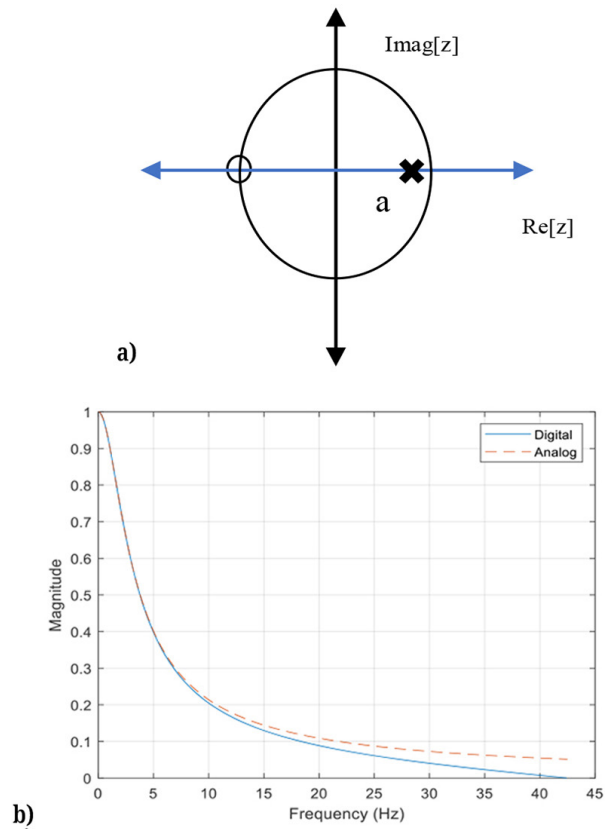 Imag[z]
a
Re[z]
a)
1
0.9
0.8
0.7
0.6
0.5
0.4
0.3
0.2
0.1
0
Magnitude
Digital
Analog
0 5 10 15 20 25 30 35 40 45
Frequency (Hz)
b)